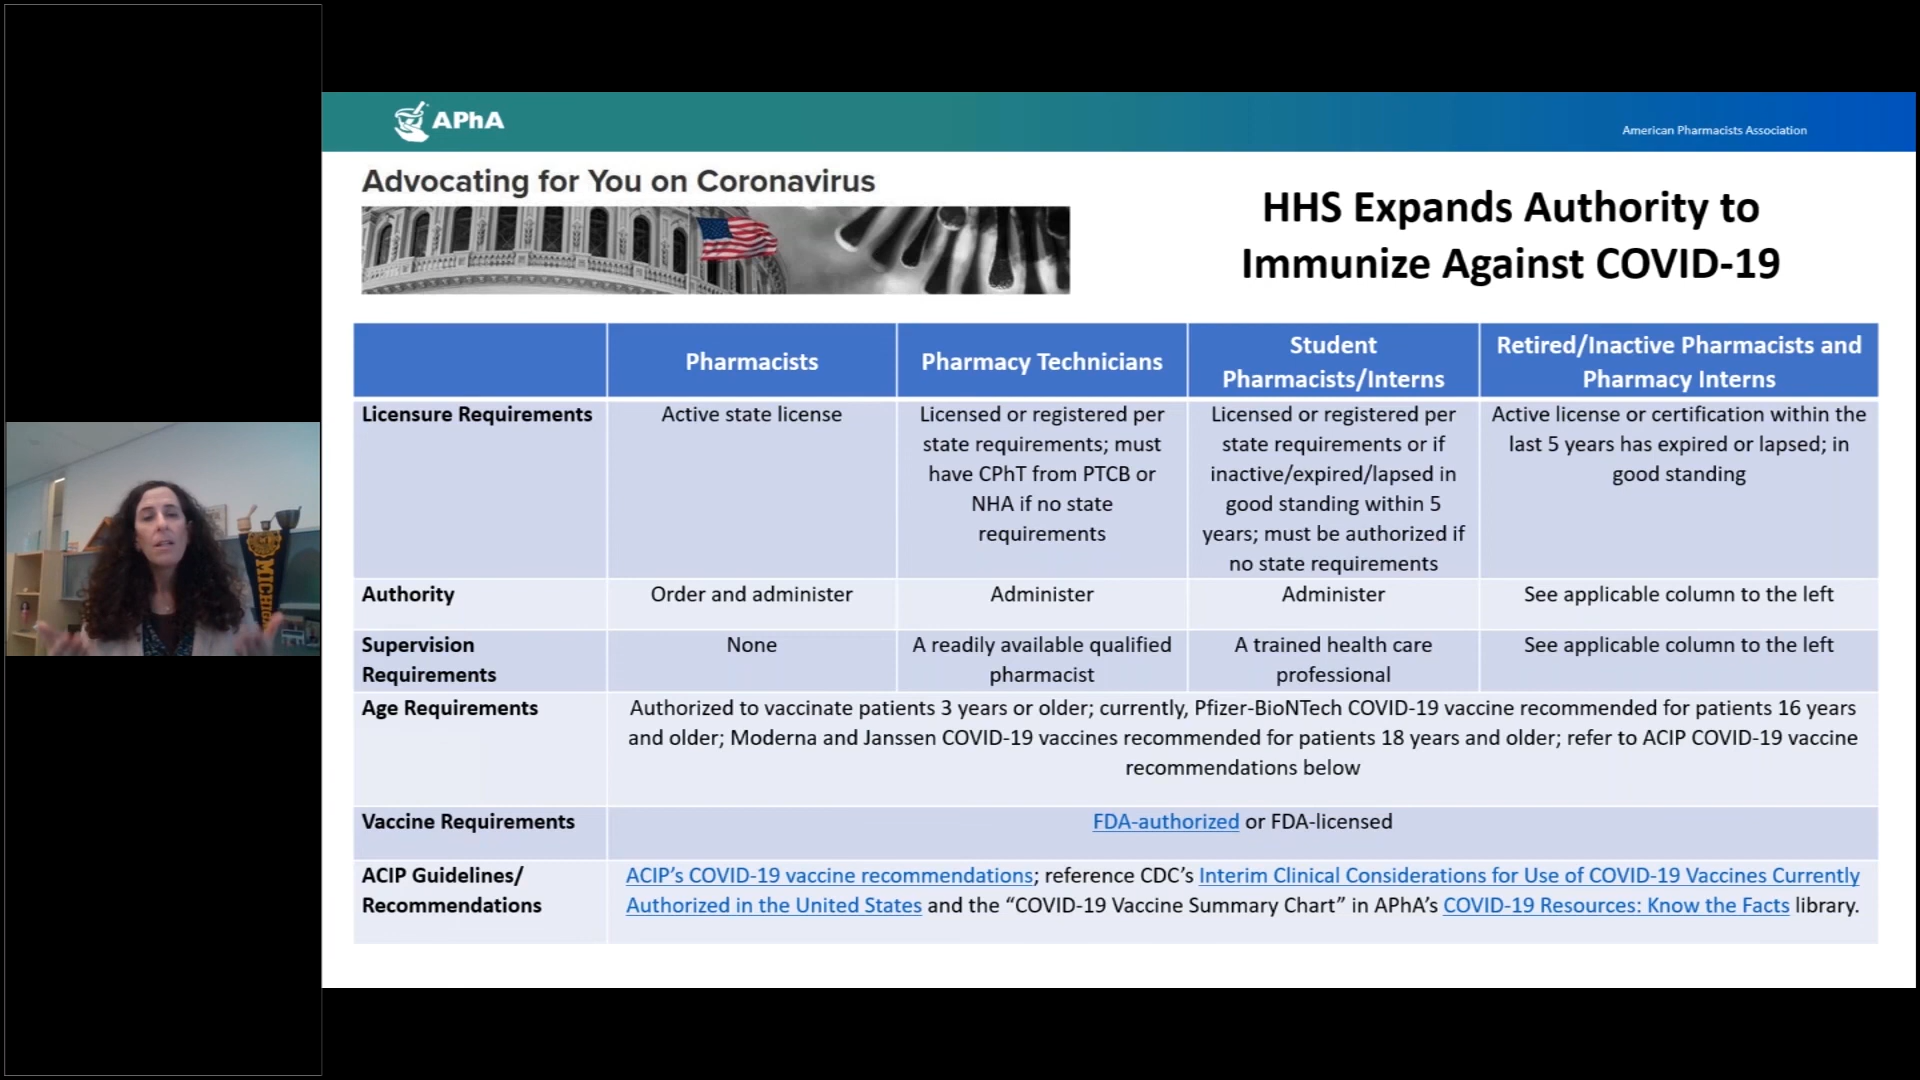 APhA
American Pharmacists Association
Advocating for You on Coronavirus
HHS Expands Authority to
Immunize Against COVID-19
Pharmacists
Pharmacy Technicians
Student
Pharmacists/Interns
Retired/Inactive Pharmacists and
Pharmacy Interns
Licensure Requirements
Active state license
Licensed or registered per
state requirements; must
have CPhT from PTCB or
NHA if no state
requirements
Licensed or registered per
state requirements or if
inactive/expired/lapsed in
good standing within 5
years; must be authorized if
no state requirements
Active license or certification within the
last 5 years has expired or lapsed; in
good standing
Authority
Order and administer
Administer
Administer
See applicable column to the left
Supervision
Requirements
None
A readily available qualified
pharmacist
A trained health care
professional
See applicable column to the left
Age Requirements
Authorized to vaccinate patients 3 years or older; currently, Pfizer-BioNTech COVID-19 vaccine recommended for patients 16 years
and older; Moderna and Janssen COVID-19 vaccines recommended for patients 18 years and older; refer to ACIP COVID-19 vaccine
recommendations below
Vaccine Requirements
FDA-authorized or FDA-licensed
ACIP Guidelines/
Recommendations
ACIP’s COVID-19 vaccine recommendations; reference CDC’s Interim Clinical Considerations for Use of COVID-19 Vaccines Currently
Authorized in the United States and the “COVID-19 Vaccine Summary Chart” in APhA’s COVID-19 Resources: Know the Facts library.